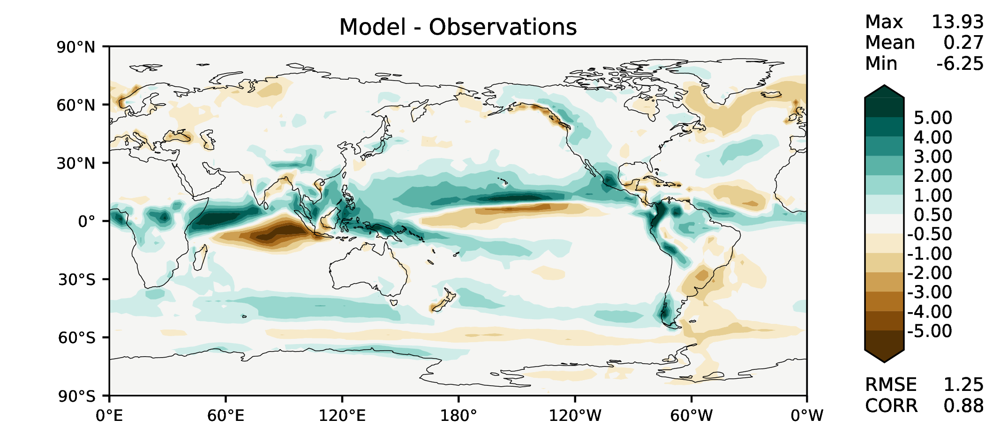 Model - Observations
Max 13.93
Mean 0.27
Min -6.25
90°N
60°N
30°N
0°
30°S
60°S
90°S
0°E 60°E 120°E 180° 120°W 60°W 0°W
5.00
4.00
3.00
2.00
1.00
0.50
-0.50
-1.00
-2.00
-3.00
-4.00
-5.00
RMSE 1.25
CORR 0.88